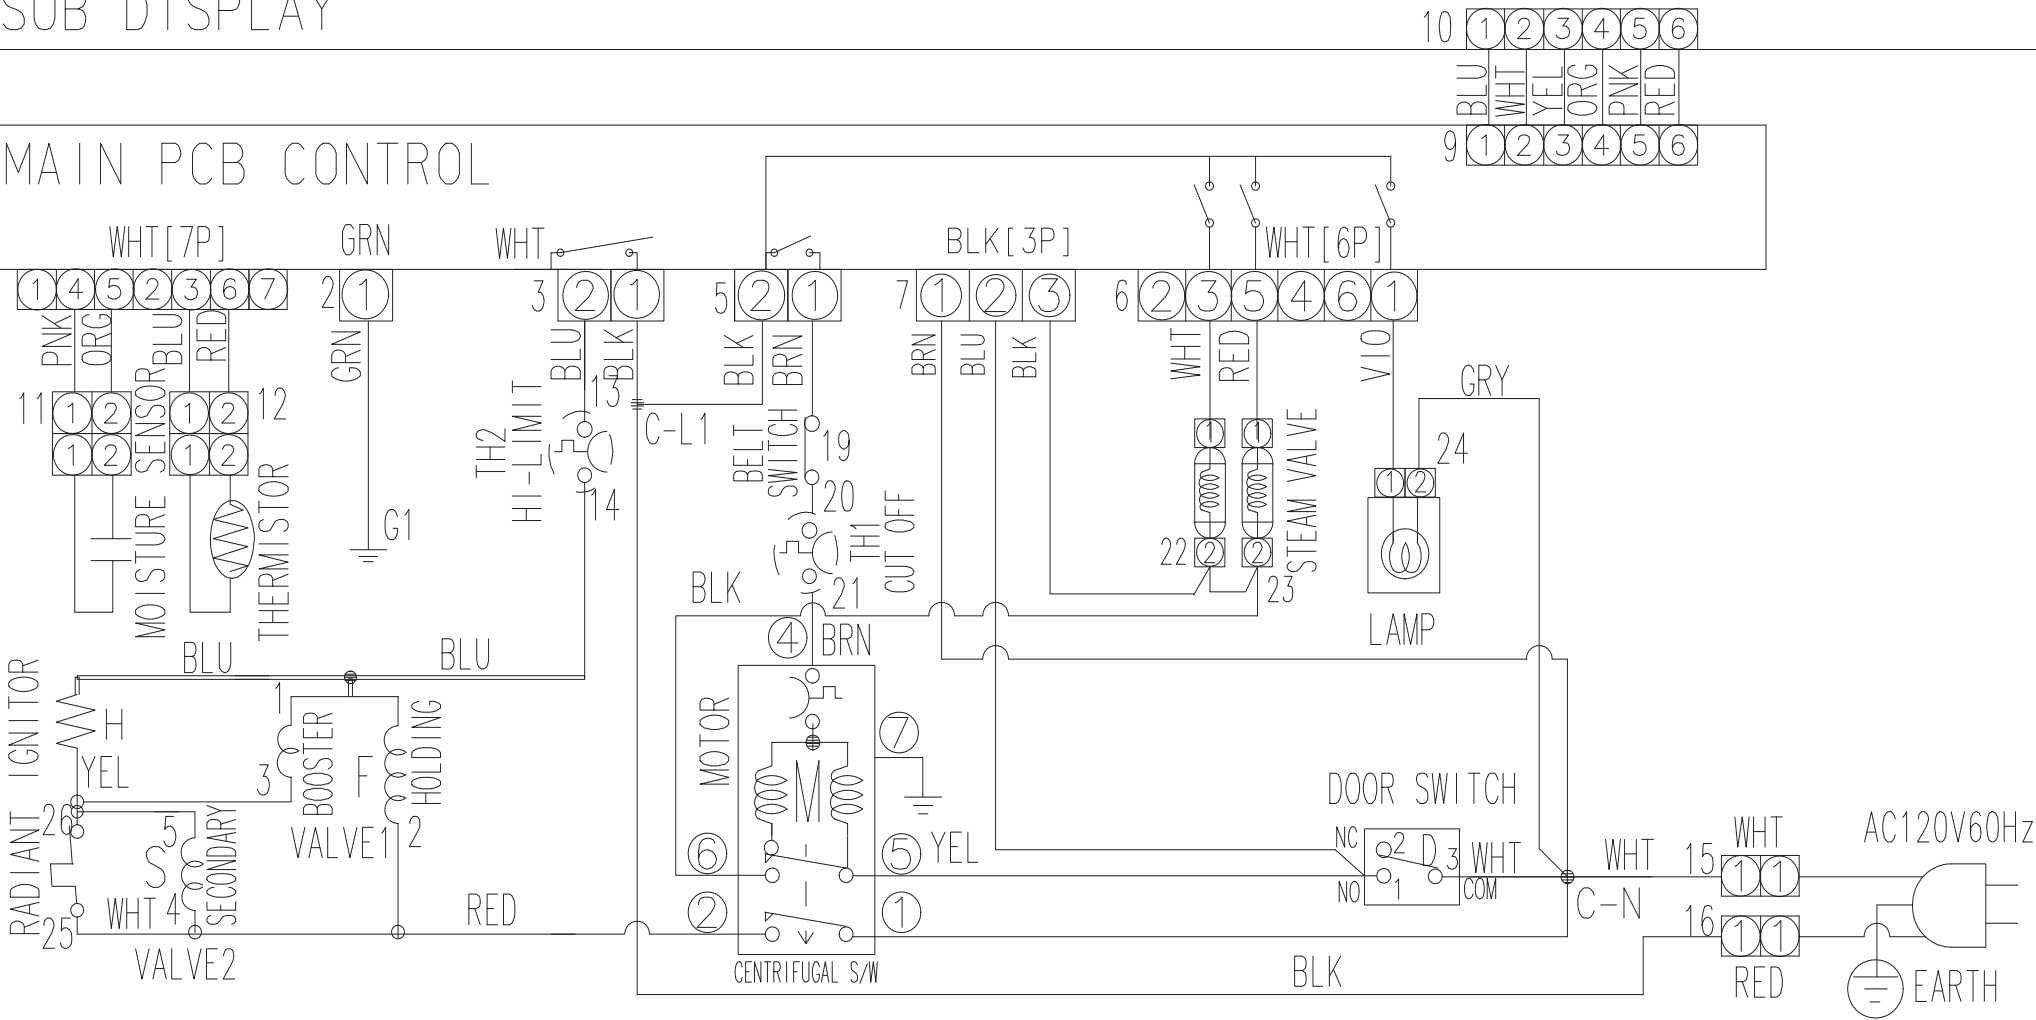 SUB DISPLAY
10 1 2 3 4 5 6
BLU WHT YEL ORG PNK RED
9 1 2 3 4 5 6
MAIN PCB CONTROL
WHT[7P] GRN WHT BLK[3P] WHT[6P]
1 4 5 2 3 6 7
2 1
3 2 1
5 2 1
7 1 2 3
6 2 3 5 4 6 1
PNK ORG BLU RED
GRN
BLU BLK
BLK BRN
BRN BLU BLK
WHT RED
VIO
GRY
11 1 2
1 2
MOISTURE SENSOR
1 2 12
1 2
THERMISTOR
G1
13
TH2
HI-LIMIT
14
C-L1
BELT
SWITCH
19
20
TH1
CUT OFF
21
1 1
STEAM VALVE
22 2 2
23
24
1 2
LAMP
BLK
4 BRN
BLU BLU
RADIANT IGNITOR
H
YEL
1
3
BOOSTER
F
HOLDING
VALVE1 2
26
5
S
SECONDARY
WHT 4
25
VALVE2
RED
MOTOR
7
M
6 5 YEL
2 1
CENTRIFUGAL S/W
DOOR SWITCH
NC 2 D 3 WHT
NO 1 COM
WHT
C-N
WHT
15 1 1
16 1 1
RED
BLK
AC120V60Hz
EARTH